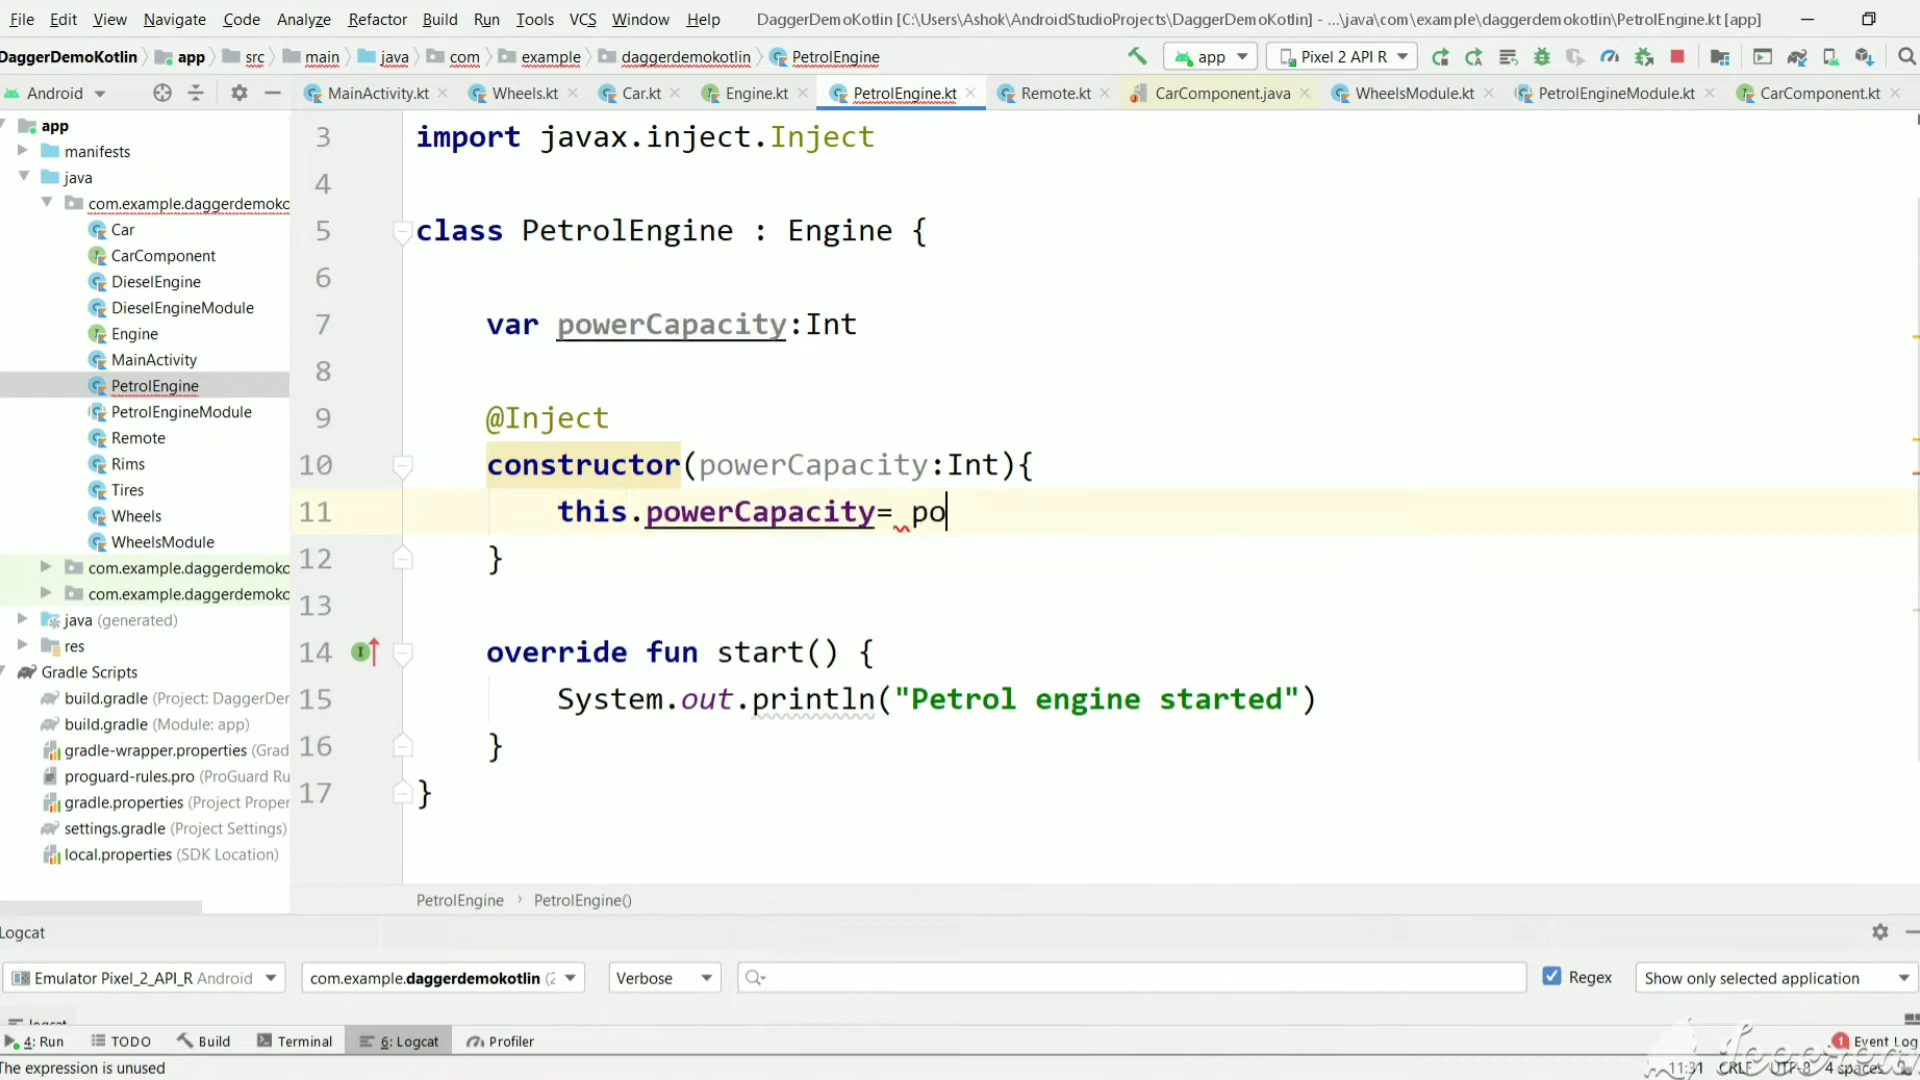 File Edit View Navigate Code Analyze Refactor Build Run Tools VCS Window Help DaggerDemoKotlin [C:\Users\Ashok\AndroidStudioProjects\DaggerDemoKotlin] - ...\java\com\example\daggerdemokotlin\PetrolEngine.kt [app]
DaggerDemoKotlin app src main java com example daggerdemokotlin PetrolEngine app Pixel 2 API R
Android MainActivity.kt Wheels.kt Car.kt Engine.kt PetrolEngine.kt Remote.kt CarComponent.java WheelsModule.kt PetrolEngineModule.kt CarComponent.kt
app
manifests
java
com.example.daggerdemoko
Car
CarComponent
DieselEngine
DieselEngineModule
Engine
MainActivity
PetrolEngine
PetrolEngineModule
Remote
Rims
Tires
Wheels
WheelsModule
com.example.daggerdemoko
com.example.daggerdemoko
java (generated)
res
Gradle Scripts
build.gradle (Project: DaggerDer
build.gradle (Module: app)
gradle-wrapper.properties (Grad
proguard-rules.pro (ProGuard Ru
gradle.properties (Project Proper
settings.gradle (Project Settings)
local.properties (SDK Location)
3 import javax.inject.Inject
4
5 class PetrolEngine : Engine {
6
7 var powerCapacity:Int
8
9 @Inject
10 constructor(powerCapacity:Int){
11 this.powerCapacity= po
12 }
13
14 override fun start() {
15 System.out.println("Petrol engine started")
16 }
17 }
PetrolEngine › PetrolEngine()
Logcat
Emulator Pixel_2_API_R Android com.example.daggerdemokotlin (2 Verbose Regex Show only selected application
logcat
4: Run TODO Build Terminal 6: Logcat Profiler 1 Event Log
The expression is unused 11:31 CRLF UTF-8 4 spaces